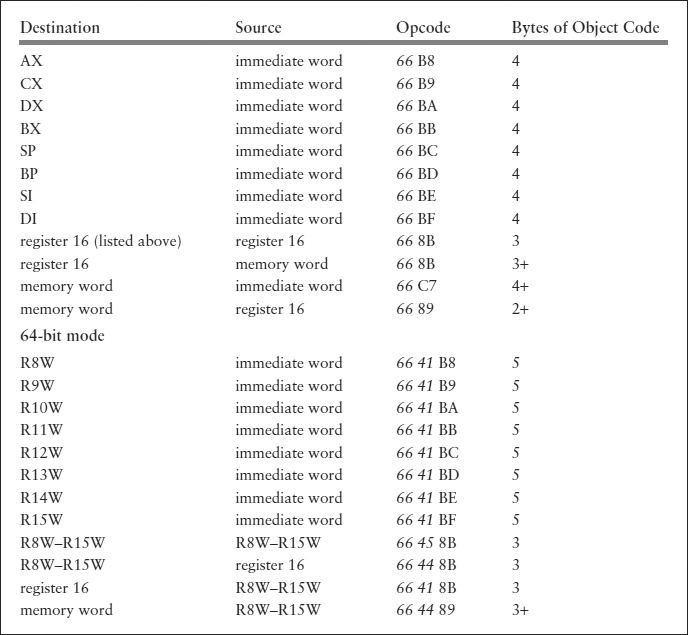 Destination Source Opcode Bytes of Object Code
AX immediate word 66 B8 4
CX immediate word 66 B9 4
DX immediate word 66 BA 4
BX immediate word 66 BB 4
SP immediate word 66 BC 4
BP immediate word 66 BD 4
SI immediate word 66 BE 4
DI immediate word 66 BF 4
register 16 (listed above) register 16 66 8B 3
register 16 memory word 66 8B 3+
memory word immediate word 66 C7 4+
memory word register 16 66 89 2+
64-bit mode
R8W immediate word 66 41 B8 5
R9W immediate word 66 41 B9 5
R10W immediate word 66 41 BA 5
R11W immediate word 66 41 BB 5
R12W immediate word 66 41 BC 5
R13W immediate word 66 41 BD 5
R14W immediate word 66 41 BE 5
R15W immediate word 66 41 BF 5
R8W–R15W R8W–R15W 66 45 8B 3
R8W–R15W register 16 66 44 8B 3
register 16 R8W–R15W 66 41 8B 3
memory word R8W–R15W 66 44 89 3+